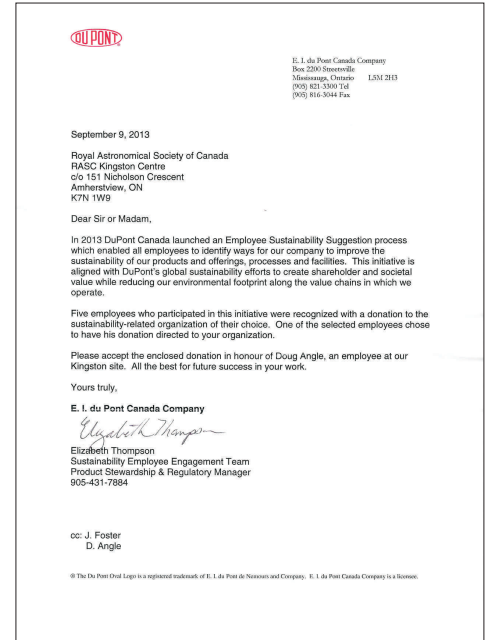 DU PONT
E. I. du Pont Canada Company
Box 2200 Streetsville
Mississauga, Ontario L5M 2H3
(905) 821-3300 Tel
(905) 816-3044 Fax
September 9, 2013
Royal Astronomical Society of Canada
RASC Kingston Centre
c/o 151 Nicholson Crescent
Amherstview, ON
K7N 1W9
Dear Sir or Madam,
In 2013 DuPont Canada launched an Employee Sustainability Suggestion process
which enabled all employees to identify ways for our company to improve the
sustainability of our products and offerings, processes and facilities. This initiative is
aligned with DuPont's global sustainability efforts to create shareholder and societal
value while reducing our environmental footprint along the value chains in which we
operate.
Five employees who participated in this initiative were recognized with a donation to the
sustainability-related organization of their choice. One of the selected employees chose
to have his donation directed to your organization.
Please accept the enclosed donation in honour of Doug Angle, an employee at our
Kingston site. All the best for future success in your work.
Yours truly,
E. I. du Pont Canada Company
Elizabeth Thompson
Elizabeth Thompson
Sustainability Employee Engagement Team
Product Stewardship & Regulatory Manager
905-431-7884
cc: J. Foster
D. Angle
® The Du Pont Oval Logo is a registered trademark of E. I. du Pont de Nemours and Company. E. I. du Pont Canada Company is a licensee.